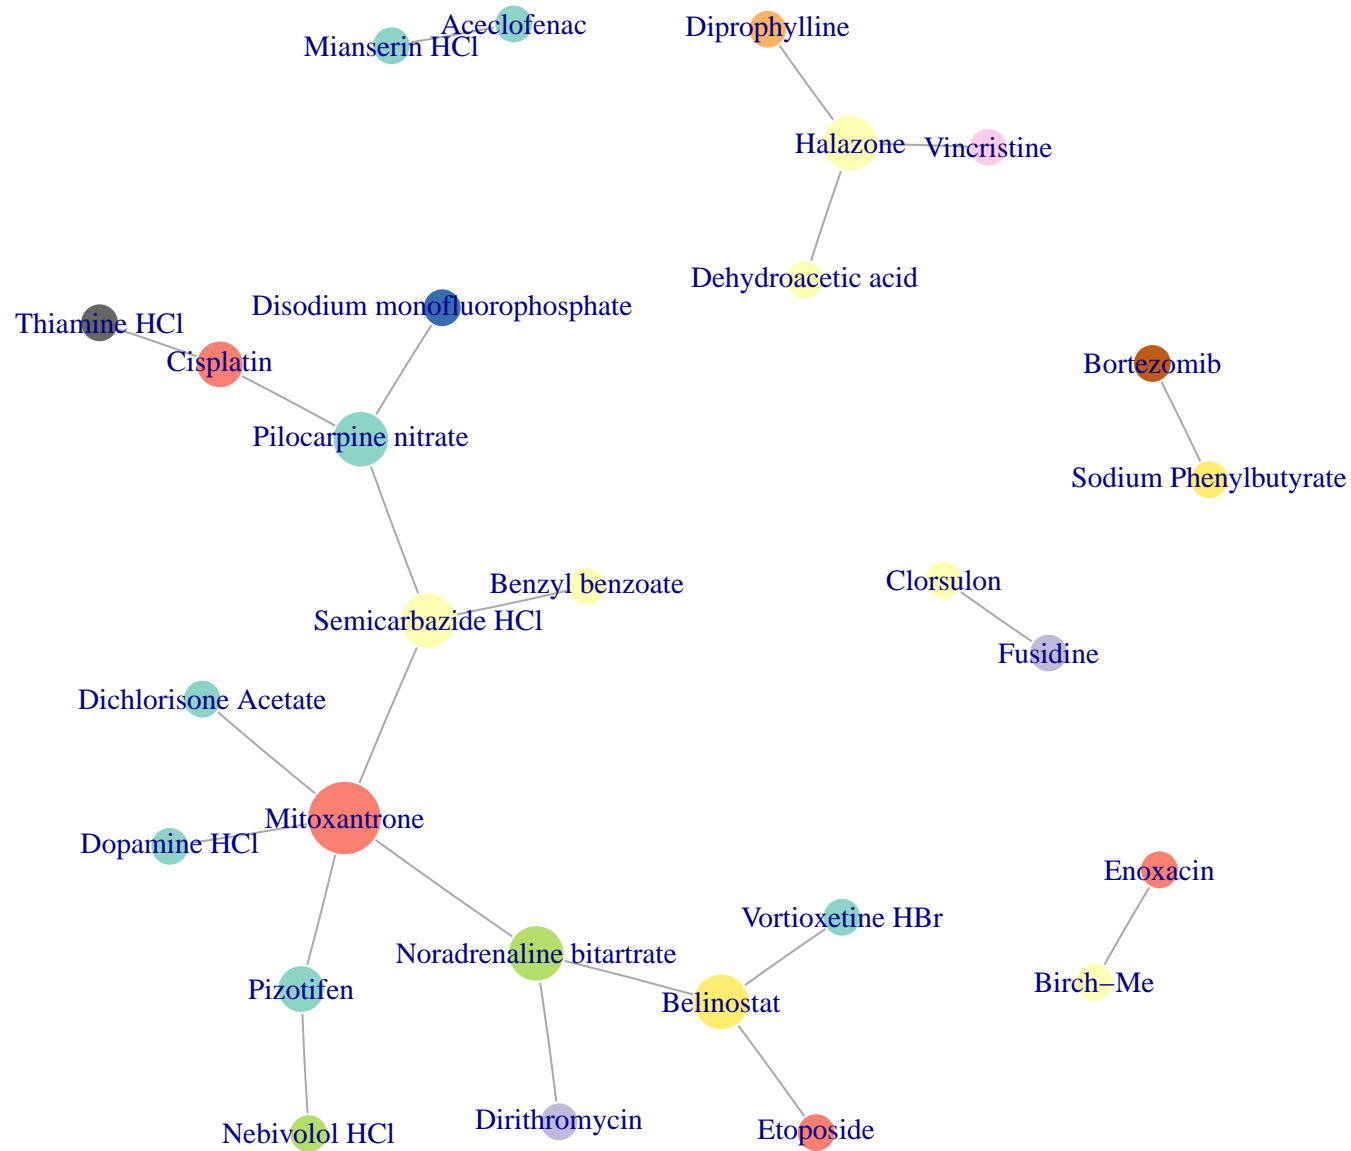 Aceclofenac
Mianserin HCl
Diprophylline
Halazone
Vincristine
Dehydroacetic acid
Disodium monofluorophosphate
Thiamine HCl
Cisplatin
Bortezomib
Pilocarpine nitrate
Sodium Phenylbutyrate
Benzyl benzoate
Clorsulon
Semicarbazide HCl
Fusidine
Dichlorisone Acetate
Mitoxantrone
Dopamine HCl
Enoxacin
Vortioxetine HBr
Noradrenaline bitartrate
Birch−Me
Pizotifen
Belinostat
Dirithromycin
Etoposide
Nebivolol HCl